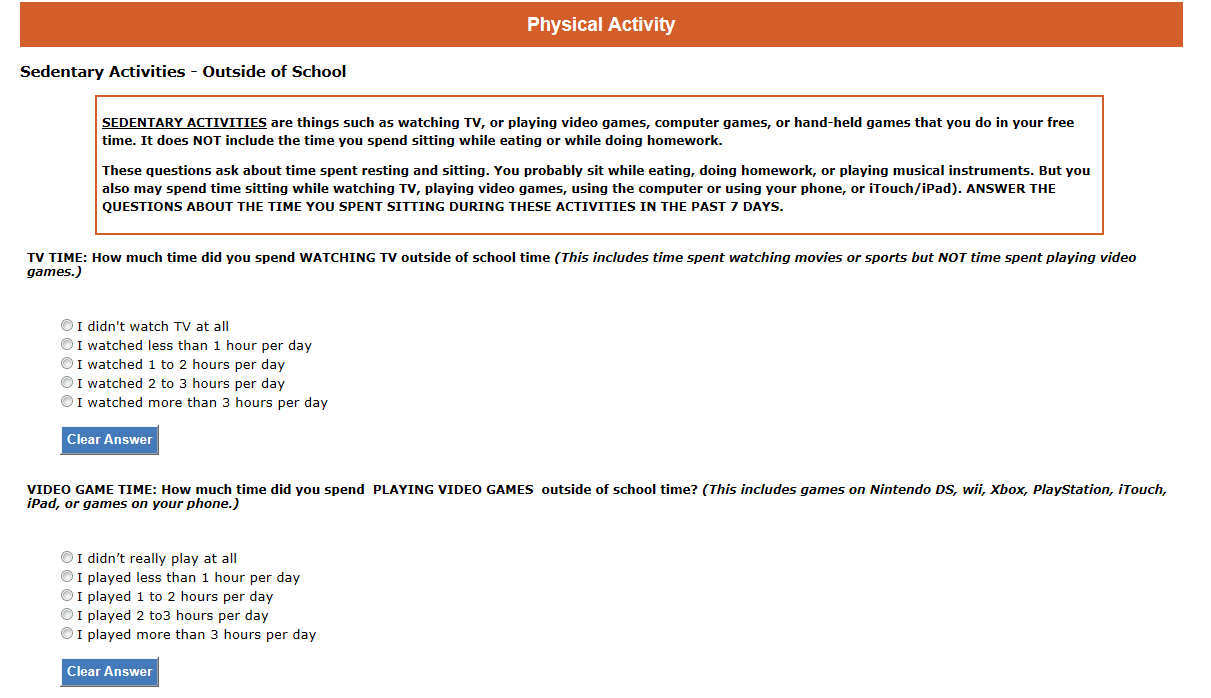 Physical Activity
Sedentary Activities - Outside of School
SEDENTARY ACTIVITIES are things such as watching TV, or playing video games, computer games, or hand-held games that you do in your free
time. It does NOT include the time you spend sitting while eating or while doing homework.
These questions ask about time spent resting and sitting. You probably sit while eating, doing homework, or playing musical instruments. But you
also may spend time sitting while watching TV, playing video games, using the computer or using your phone, or iTouch/iPad). ANSWER THE
QUESTIONS ABOUT THE TIME YOU SPENT SITTING DURING THESE ACTIVITIES IN THE PAST 7 DAYS.
TV TIME: How much time did you spend WATCHING TV outside of school time (This includes time spent watching movies or sports but NOT time spent playing video
games.)
I didn't watch TV at all
I watched less than 1 hour per day
I watched 1 to 2 hours per day
I watched 2 to 3 hours per day
I watched more than 3 hours per day
Clear Answer
VIDEO GAME TIME: How much time did you spend  PLAYING VIDEO GAMES  outside of school time? (This includes games on Nintendo DS, wii, Xbox, PlayStation, iTouch,
iPad, or games on your phone.)
I didn’t really play at all
I played less than 1 hour per day
I played 1 to 2 hours per day
I played 2 to3 hours per day
I played more than 3 hours per day
Clear Answer